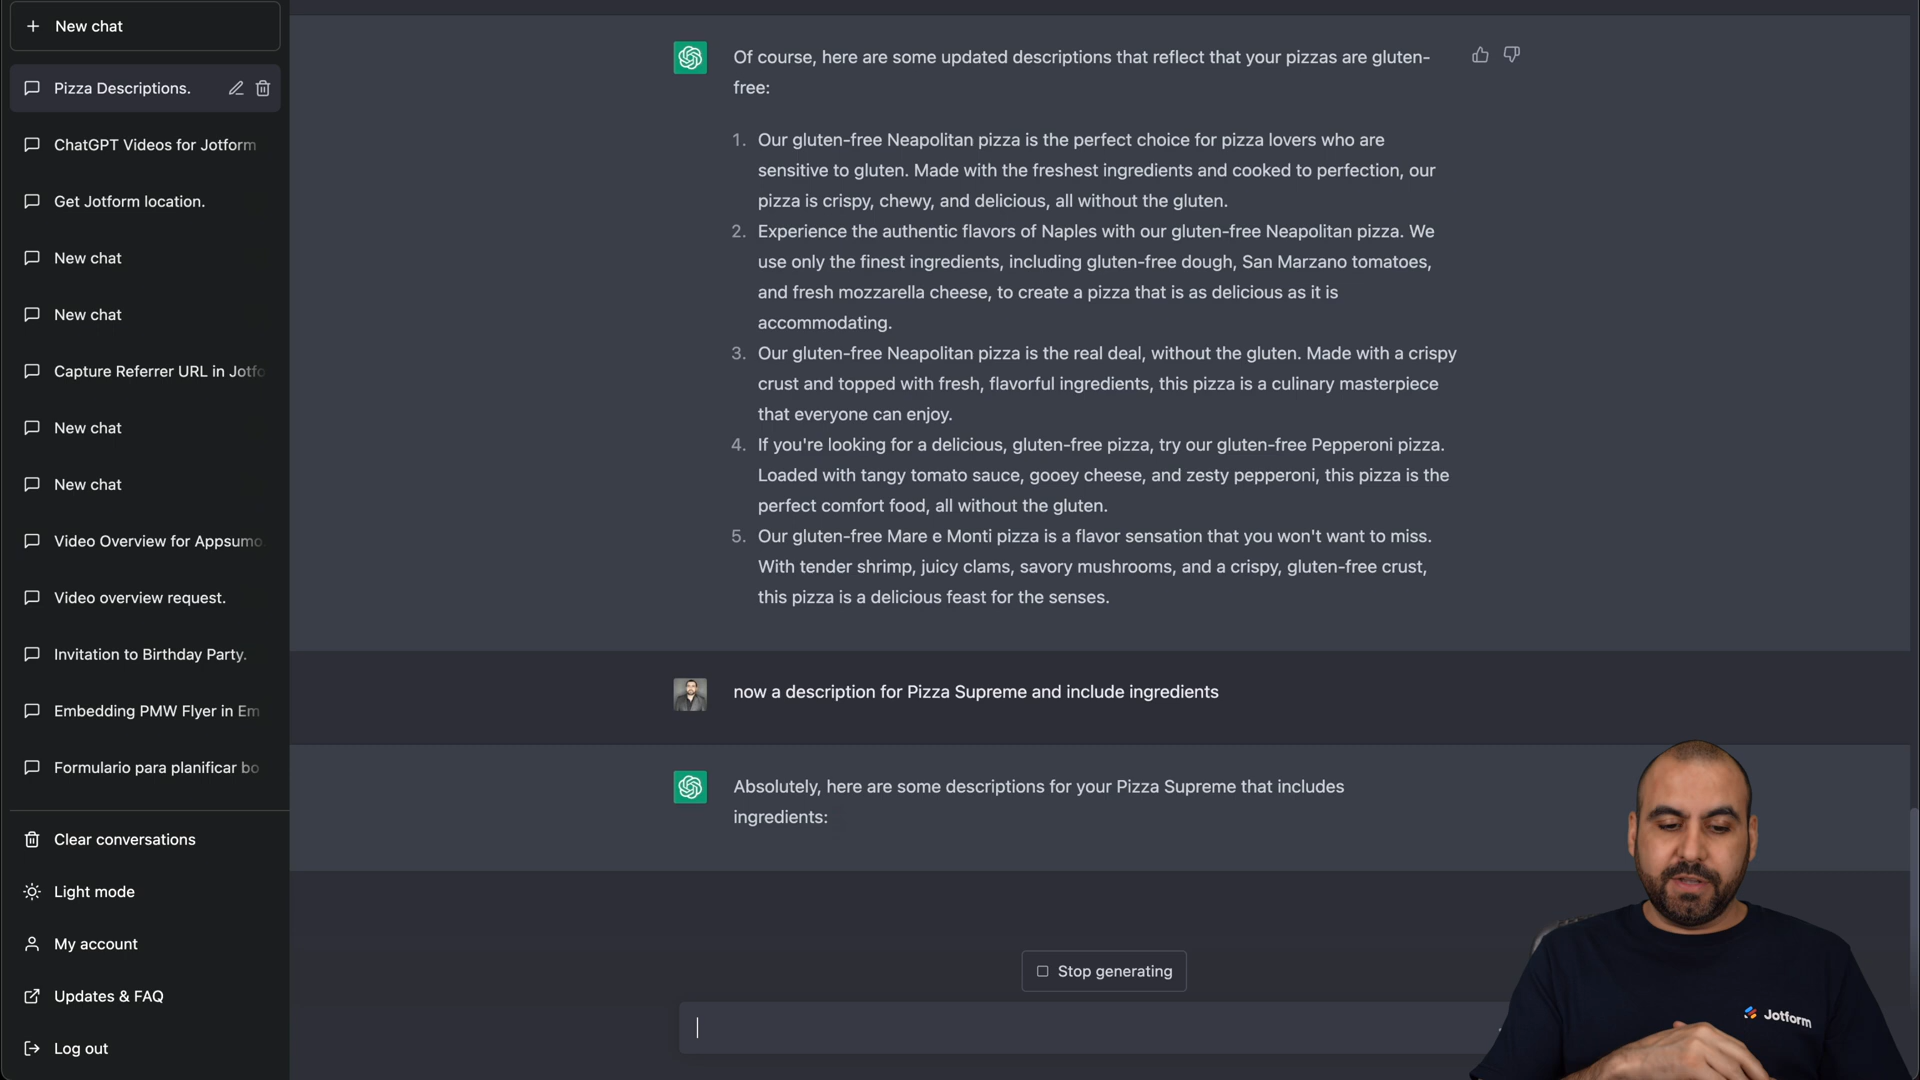 New chat
Pizza Descriptions.
ChatGPT Videos for Jotform
Get Jotform location.
New chat
New chat
Capture Referrer URL in Jotfo
New chat
New chat
Video Overview for Appsumo
Video overview request.
Invitation to Birthday Party.
Embedding PMW Flyer in Em
Formulario para planificar bo
Clear conversations
Light mode
My account
Updates & FAQ
Log out
Of course, here are some updated descriptions that reflect that your pizzas are gluten-
free:
1. Our gluten-free Neapolitan pizza is the perfect choice for pizza lovers who are
sensitive to gluten. Made with the freshest ingredients and cooked to perfection, our
pizza is crispy, chewy, and delicious, all without the gluten.
2. Experience the authentic flavors of Naples with our gluten-free Neapolitan pizza. We
use only the finest ingredients, including gluten-free dough, San Marzano tomatoes,
and fresh mozzarella cheese, to create a pizza that is as delicious as it is
accommodating.
3. Our gluten-free Neapolitan pizza is the real deal, without the gluten. Made with a crispy
crust and topped with fresh, flavorful ingredients, this pizza is a culinary masterpiece
that everyone can enjoy.
4. If you're looking for a delicious, gluten-free pizza, try our gluten-free Pepperoni pizza.
Loaded with tangy tomato sauce, gooey cheese, and zesty pepperoni, this pizza is the
perfect comfort food, all without the gluten.
5. Our gluten-free Mare e Monti pizza is a flavor sensation that you won't want to miss.
With tender shrimp, juicy clams, savory mushrooms, and a crispy, gluten-free crust,
this pizza is a delicious feast for the senses.
now a description for Pizza Supreme and include ingredients
Absolutely, here are some descriptions for your Pizza Supreme that includes
ingredients:
Stop generating
Jotform